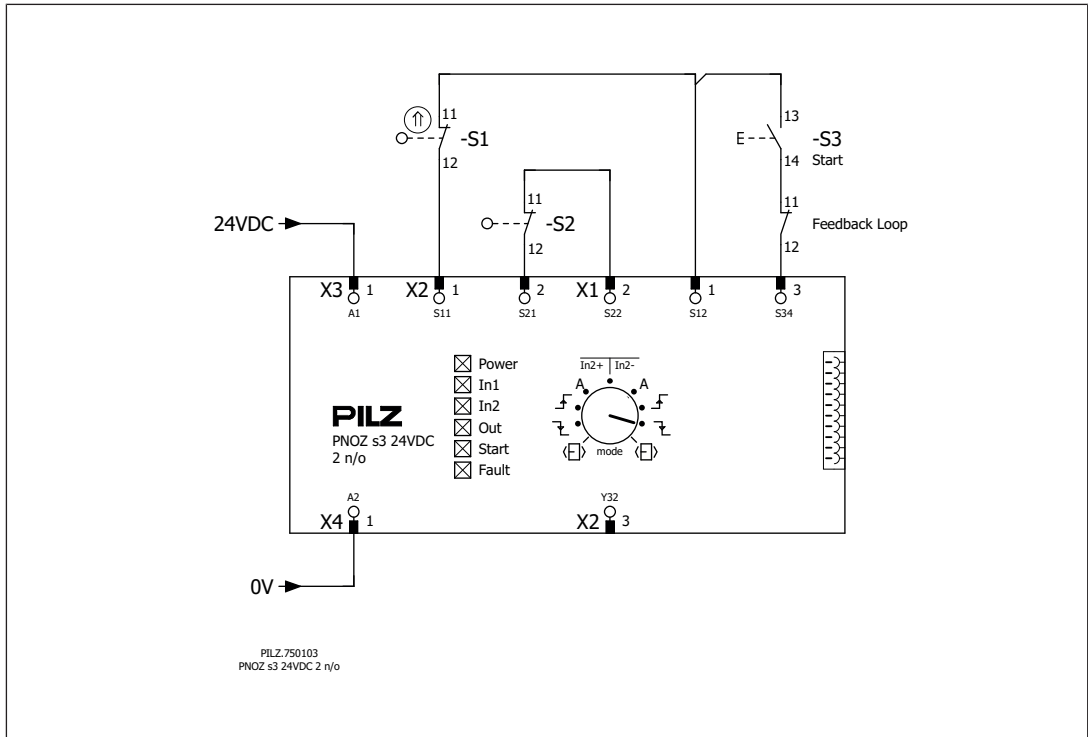 11
-S1
12
13
E
-S3
14
Start
11
-S2
12
11
Feedback Loop
12
24VDC
X3 1
X2 1
2
X1 2
1
3
A1
S11
S21
S22
S12
S34
Power
In1
In2
Out
Start
Fault
In2+ In2-
A A
mode
PILZ
PNOZ s3 24VDC
2 n/o
A2
X4 1
Y32
X2 3
0V
PILZ.750103
PNOZ s3 24VDC 2 n/o